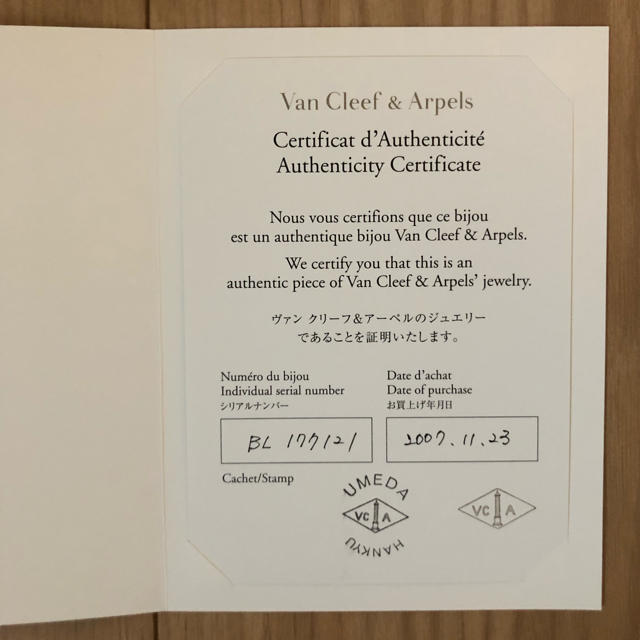 Van Cleef & Arpels
Certificat d'Authenticité
Authenticity Certificate
Nous vous certifions que ce bijou
est un authentique bijou Van Cleef & Arpels.
We certify you that this is an
authentic piece of Van Cleef & Arpels' jewelry.
ヴァン クリーフ&アーペルのジュエリー
であることを証明いたします。
Numéro du bijou
Individual serial number
シリアルナンバー
BL 177121
Date d'achat
Date of purchase
お買上げ年月日
2007.11.23
Cachet/Stamp
UMEDA
VC A
HANKYU
VC A